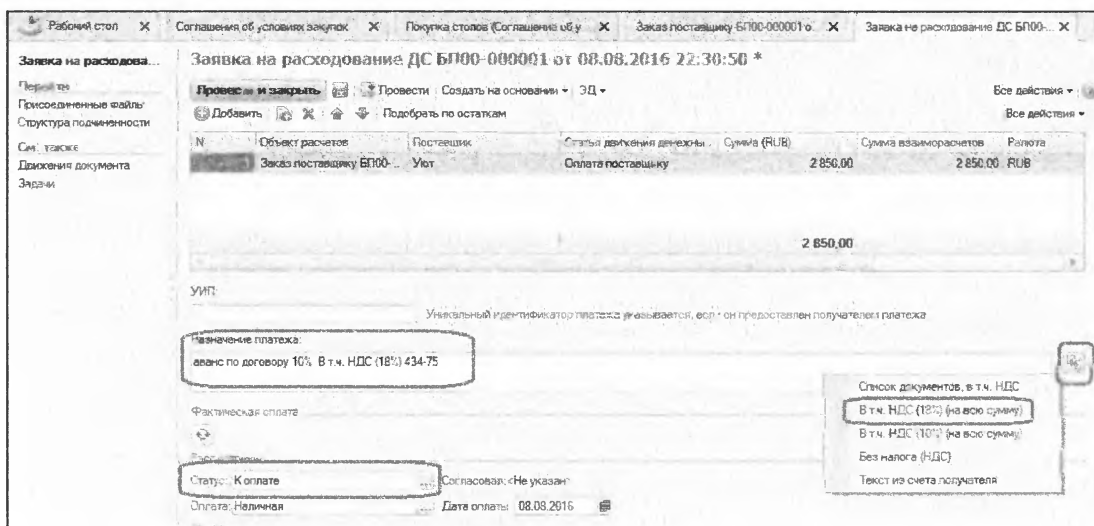 Рабочий стол
Соглашения об условиях закупок
Покупка столов (Соглашение об у
Заказ поставщику БП00-000001 о...
Заявка на расходование ДС БП00-...
Заявка на расходова...
Заявка на расходование ДС БП00-000001 от 08.08.2016 22:30:50 *
Перейти
Присоединенные файлы
Структура подчиненности
См. также
Движения документа
Задачи
Провести и закрыть
Провести
Создать на основании
ЭД
Все действия
Добавить
Подобрать по остаткам
Все действия
N
Объект расчетов
Поставщик
Статья движения денежны...
Сумма (RUB)
Сумма взаиморасчетов
Валюта
Заказ поставщику БП00-...
Уют
Оплата поставщику
2 850,00
2 850,00
RUB
2 850,00
УИП:
Уникальный идентификатор платежа указывается, если он предоставлен получателем платежа
Назначение платежа:
аванс по договору 10% В т.ч. НДС (18%) 434-75
Список документов, в т.ч. НДС
В т.ч. НДС (18%) (на всю сумму)
В т.ч. НДС (10%) (на всю сумму)
Без налога (НДС)
Текст из счета получателя
Фактическая оплата
Статус: К оплате
Согласовал: <Не указан>
Оплата: Наличная
Дата оплаты: 08.08.2016